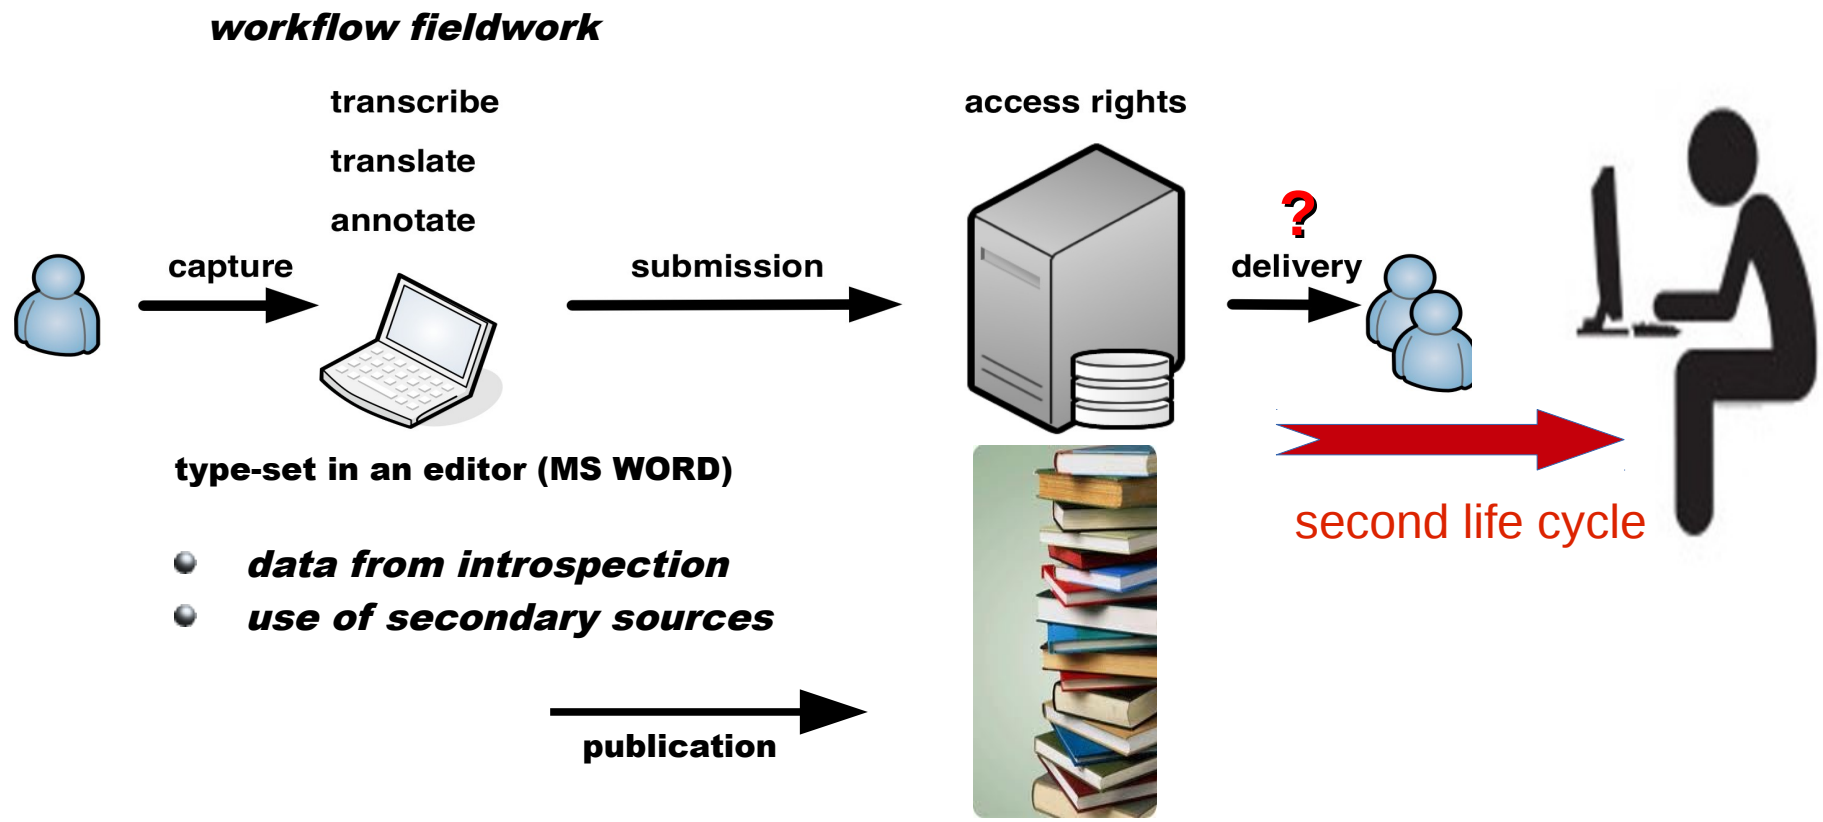 workflow fieldwork
transcribe
access rights
translate
annotate
?
capture
submission
delivery
type-set in an editor (MS WORD)
second life cycle
data from introspection
use of secondary sources
publication